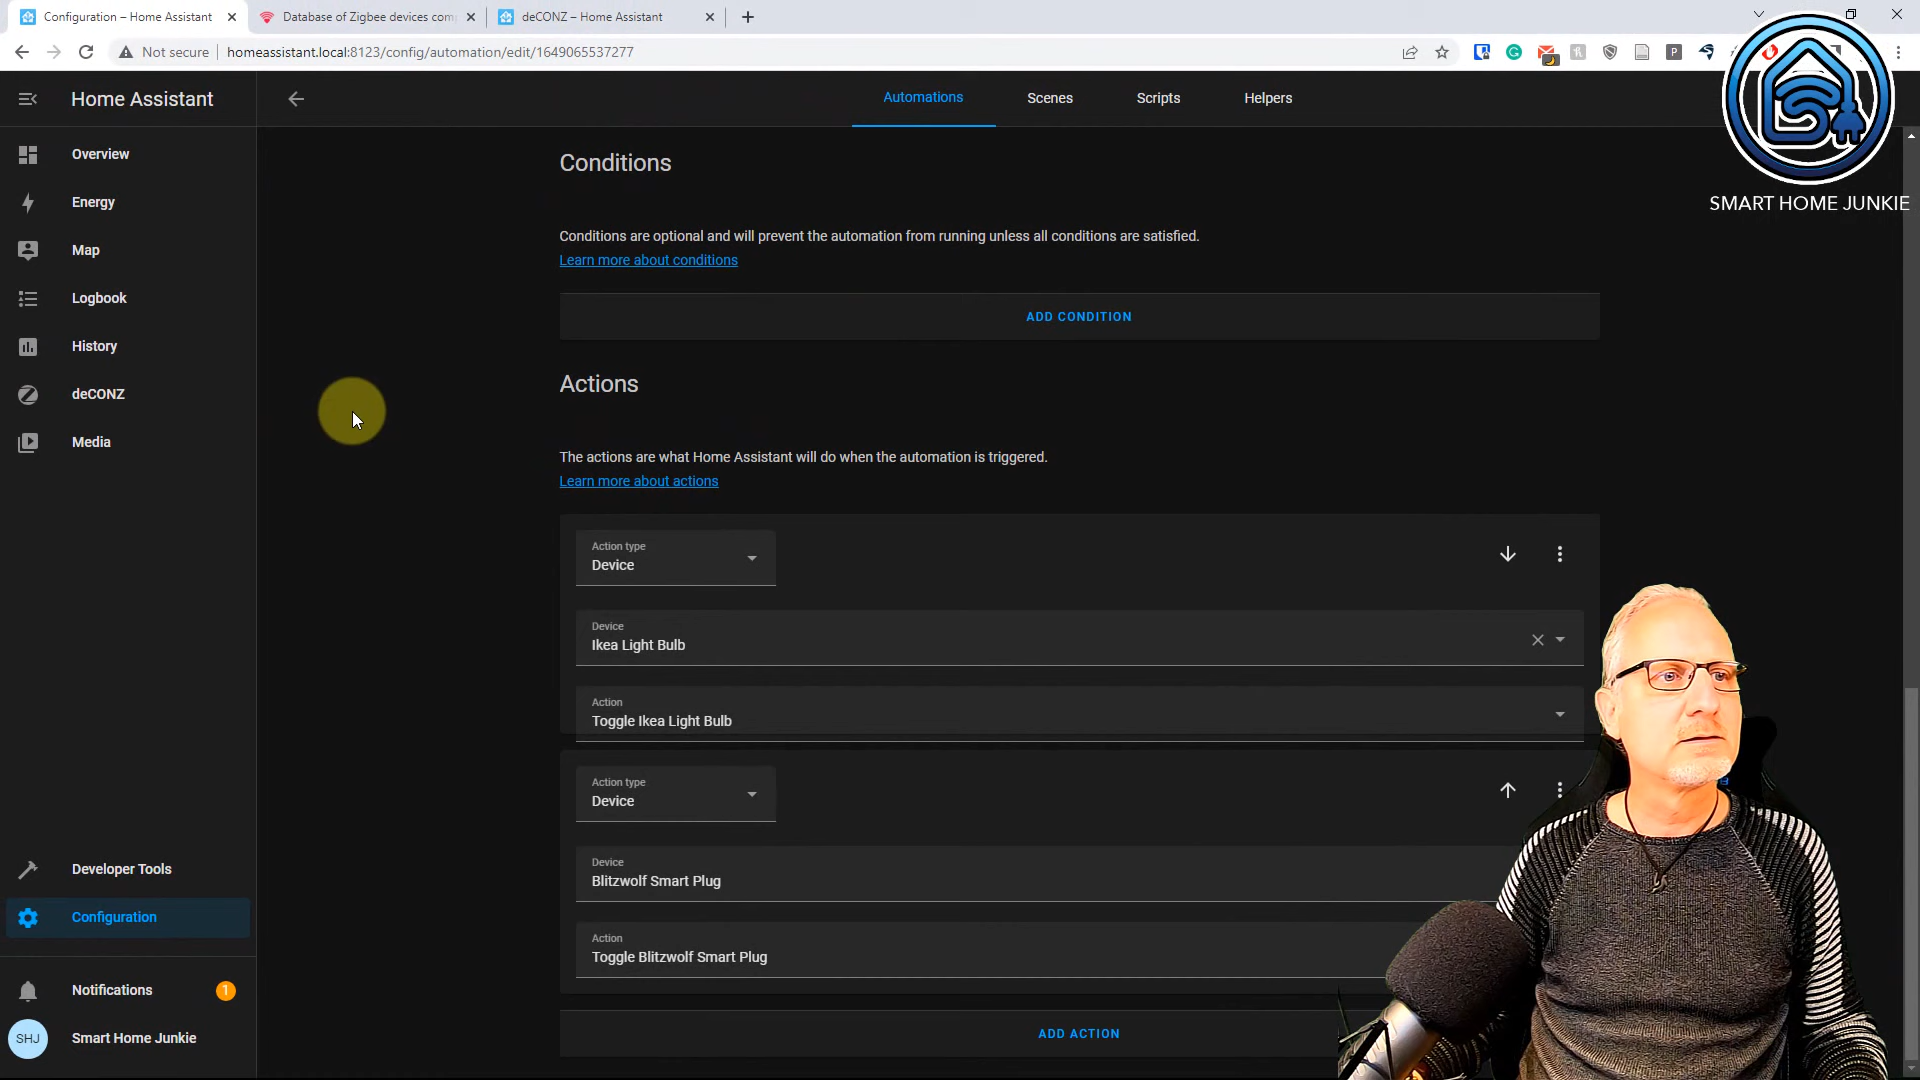 Configuration – Home Assistant
Database of Zigbee devices com
deCONZ – Home Assistant
Not secure
homeassistant.local:8123/config/automation/edit/1649065537277
P
SMART HOME JUNKIE
Home Assistant
Automations
Scenes
Scripts
Helpers
Overview
Energy
Map
Logbook
History
deCONZ
Media
Developer Tools
Configuration
Notifications
1
SHJ
Smart Home Junkie
Conditions
Conditions are optional and will prevent the automation from running unless all conditions are satisfied.
Learn more about conditions
ADD CONDITION
Actions
The actions are what Home Assistant will do when the automation is triggered.
Learn more about actions
Action type
Device
Device
Ikea Light Bulb
Action
Toggle Ikea Light Bulb
Action type
Device
Device
Blitzwolf Smart Plug
Action
Toggle Blitzwolf Smart Plug
ADD ACTION